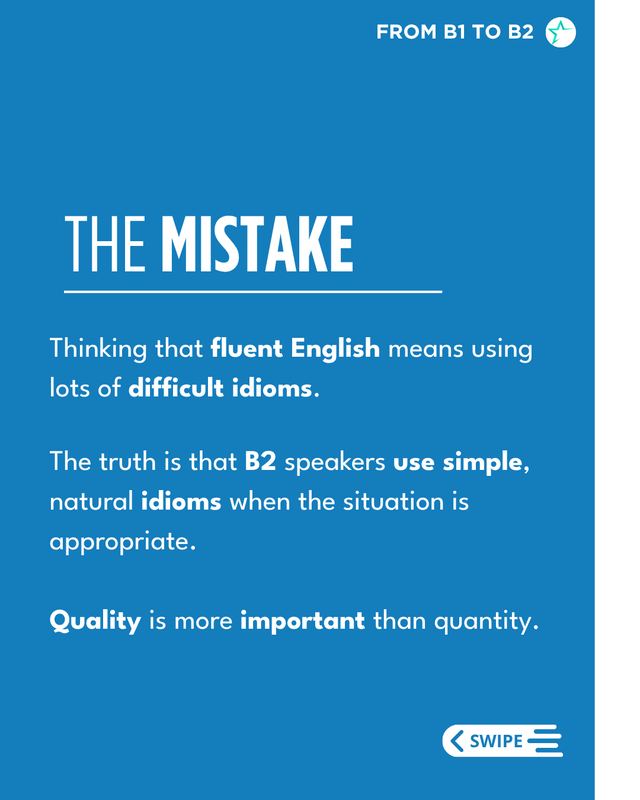 FROM B1 TO B2
THE MISTAKE
Thinking that fluent English means using
lots of difficult idioms.
The truth is that B2 speakers use simple,
natural idioms when the situation is
appropriate.
Quality is more important than quantity.
SWIPE